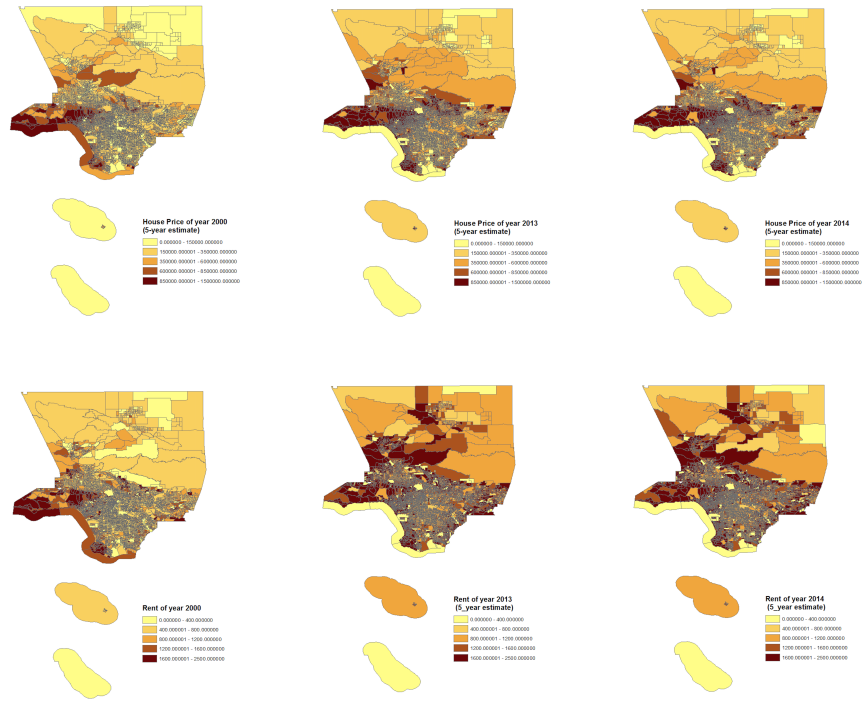 House Price of year 2000
(5-year estimate)
0.000000 - 150000.000000
150000.000001 - 350000.000000
350000.000001 - 600000.000000
600000.000001 - 850000.000000
850000.000001 - 1500000.000000
House Price of year 2013
(5-year estimate)
0.000000 - 150000.000000
150000.000001 - 350000.000000
350000.000001 - 600000.000000
600000.000001 - 850000.000000
850000.000001 - 1500000.000000
House Price of year 2014
(5-year estimate)
0.000000 - 150000.000000
150000.000001 - 350000.000000
350000.000001 - 600000.000000
600000.000001 - 850000.000000
850000.000001 - 1500000.000000
Rent of year 2000
0.000000 - 400.000000
400.000001 - 800.000000
800.000001 - 1200.000000
1200.000001 - 1600.000000
1600.000001 - 2500.000000
Rent of year 2013
(5_year estimate)
0.000000 - 400.000000
400.000001 - 800.000000
800.000001 - 1200.000000
1200.000001 - 1600.000000
1600.000001 - 2500.000000
Rent of year 2014
(5_year estimate)
0.000000 - 400.000000
400.000001 - 800.000000
800.000001 - 1200.000000
1200.000001 - 1600.000000
1600.000001 - 2500.000000